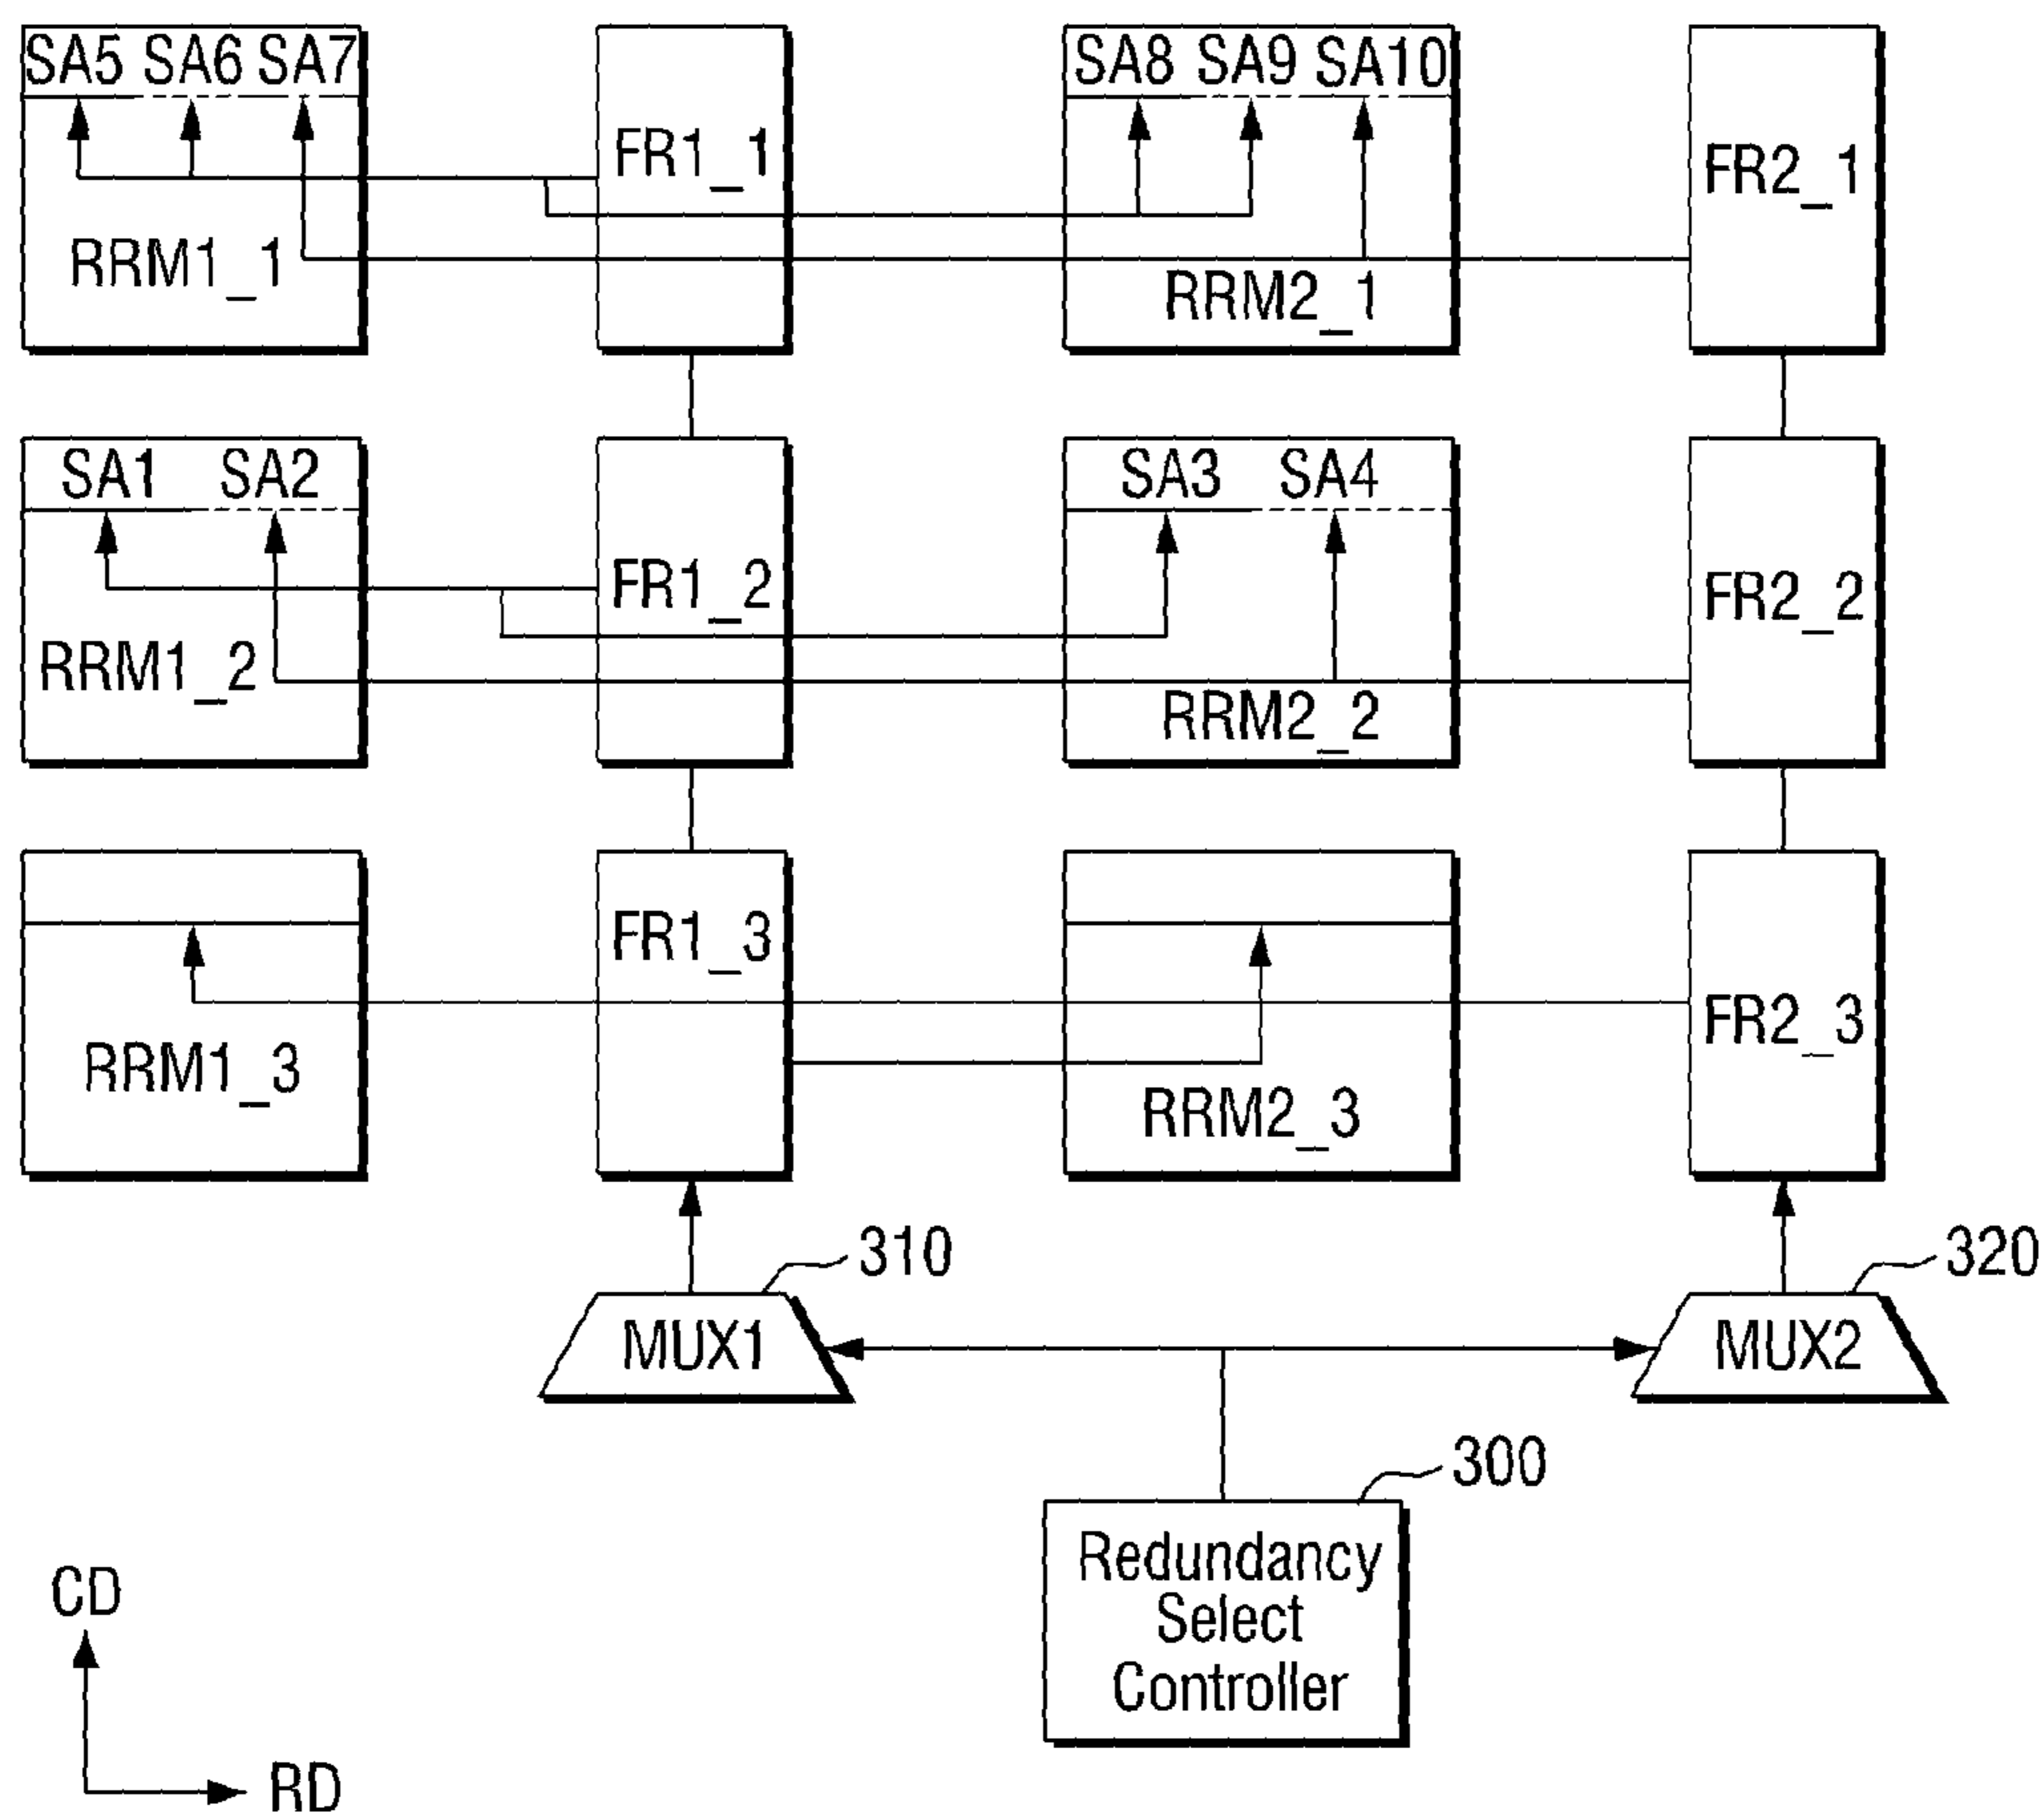 SA5 SA6 SA7
SA8 SA9 SA10
FR1_1
FR2_1
RRM1_1
RRM2_1
SA1 SA2
SA3 SA4
FR1_2
FR2_2
RRM1_2
RRM2_2
FR1_3
FR2_3
RRM1_3
RRM2_3
310
320
MUX1
MUX2
300
Redundancy
Select
Controller
CD
RD